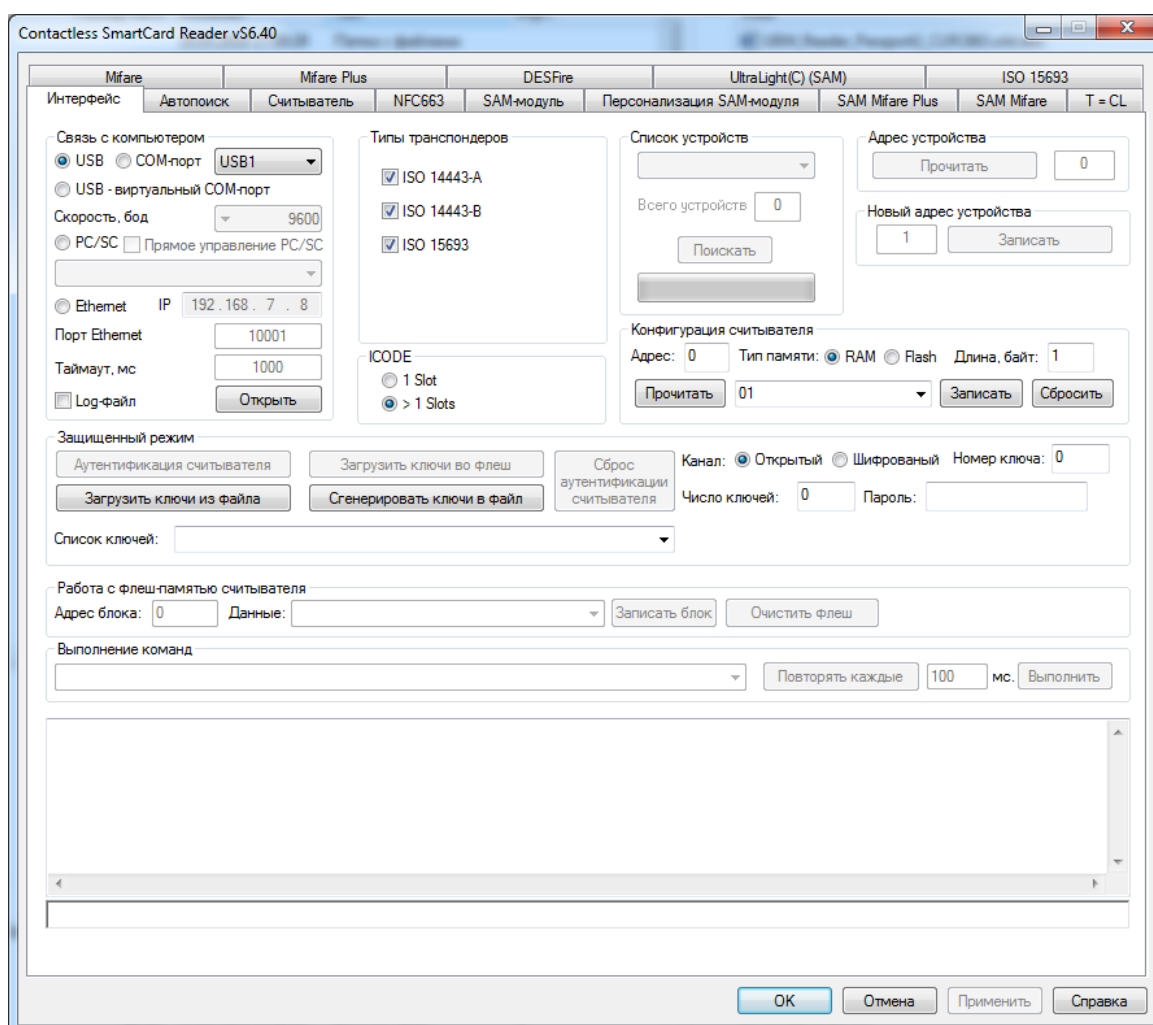 Contactless SmartCard Reader vS6.40
Mifare Mifare Plus DESFire UltraLight(C) (SAM) ISO 15693
Интерфейс Автопоиск Считыватель NFC663 SAM-модуль Персонализация SAM-модуля SAM Mifare Plus SAM Mifare T = CL
Связь с компьютером
USB COM-порт USB1
USB - виртуальный COM-порт
Скорость, бод 9600
PC/SC Прямое управление PC/SC
Ethernet IP 192.168. 7 . 8
Порт Ethernet 10001
Таймаут, мс 1000
Log-файл Открыть
Типы транспондеров
ISO 14443-A
ISO 14443-B
ISO 15693
ICODE
1 Slot
> 1 Slots
Список устройств
Всего устройств 0
Поискать
Адрес устройства
Прочитать 0
Новый адрес устройства
1 Записать
Конфигурация считывателя
Адрес: 0 Тип памяти: RAM Flash Длина, байт: 1
Прочитать 01 Записать Сбросить
Защищенный режим
Аутентификация считывателя Загрузить ключи во флеш Сброс аутентификации считывателя Канал: Открытый Шифрованый Номер ключа: 0
Загрузить ключи из файла Сгенерировать ключи в файл Число ключей: 0 Пароль:
Список ключей:
Работа с флеш-памятью считывателя
Адрес блока: 0 Данные: Записать блок Очистить флеш
Выполнение команд
Повторять каждые 100 мс. Выполнить
OK Отмена Применить Справка